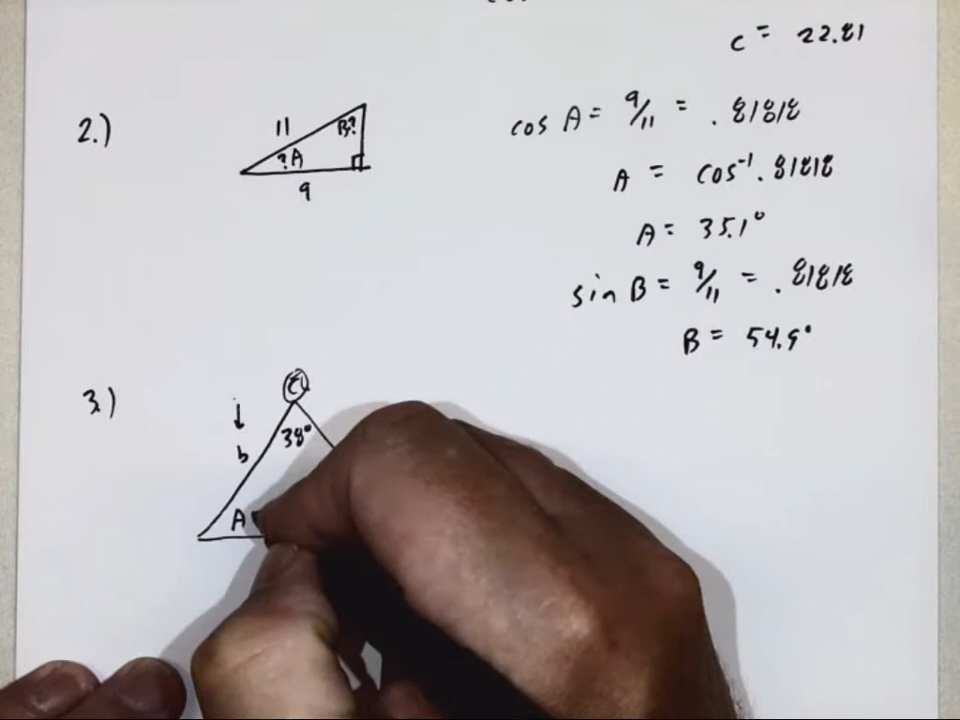 c = 22.81
2.) 11 B? ?A 9
cos A = 9/11 = .81818
A = cos⁻¹ .81818
A = 35.1°
sin B = 9/11 = .81818
B = 54.9°
3.)
38°
b
A